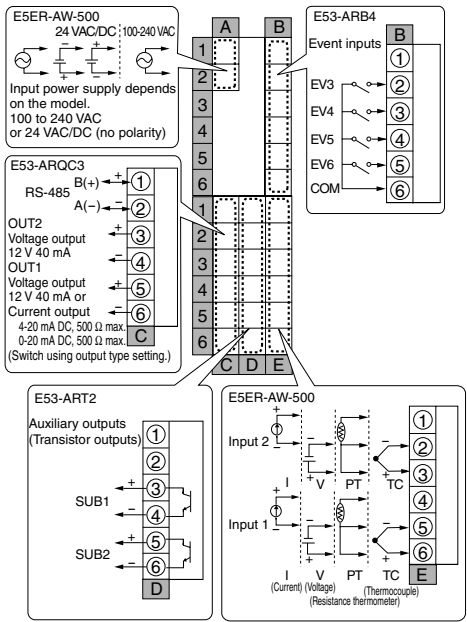 E5ER-AW-500
24 VAC/DC 100-240 VAC
Input power supply depends
on the model.
100 to 240 VAC
or 24 VAC/DC (no polarity)
A
B
1
2
3
4
5
6
1
2
3
4
5
6
C D E
E53-ARB4
Event inputs
B
1
EV3 2
EV4 3
EV5 4
EV6 5
COM 6
E53-ARQC3
RS-485
B(+) + 1
A(−) − 2
OUT2
Voltage output
12 V 40 mA
+ 3
− 4
OUT1
Voltage output
12 V 40 mA or
Current output
+ 5
− 6
4-20 mA DC, 500 Ω max.
0-20 mA DC, 500 Ω max.
(Switch using output type setting.)
C
E53-ART2
Auxiliary outputs
(Transistor outputs)
1
2
SUB1 + 3
− 4
SUB2 + 5
− 6
D
E5ER-AW-500
Input 2
+ −
I V PT TC
Input 1
+ −
I V PT TC
(Current) (Voltage) (Thermocouple)
(Resistance thermometer)
1
2
3
4
5
6
E